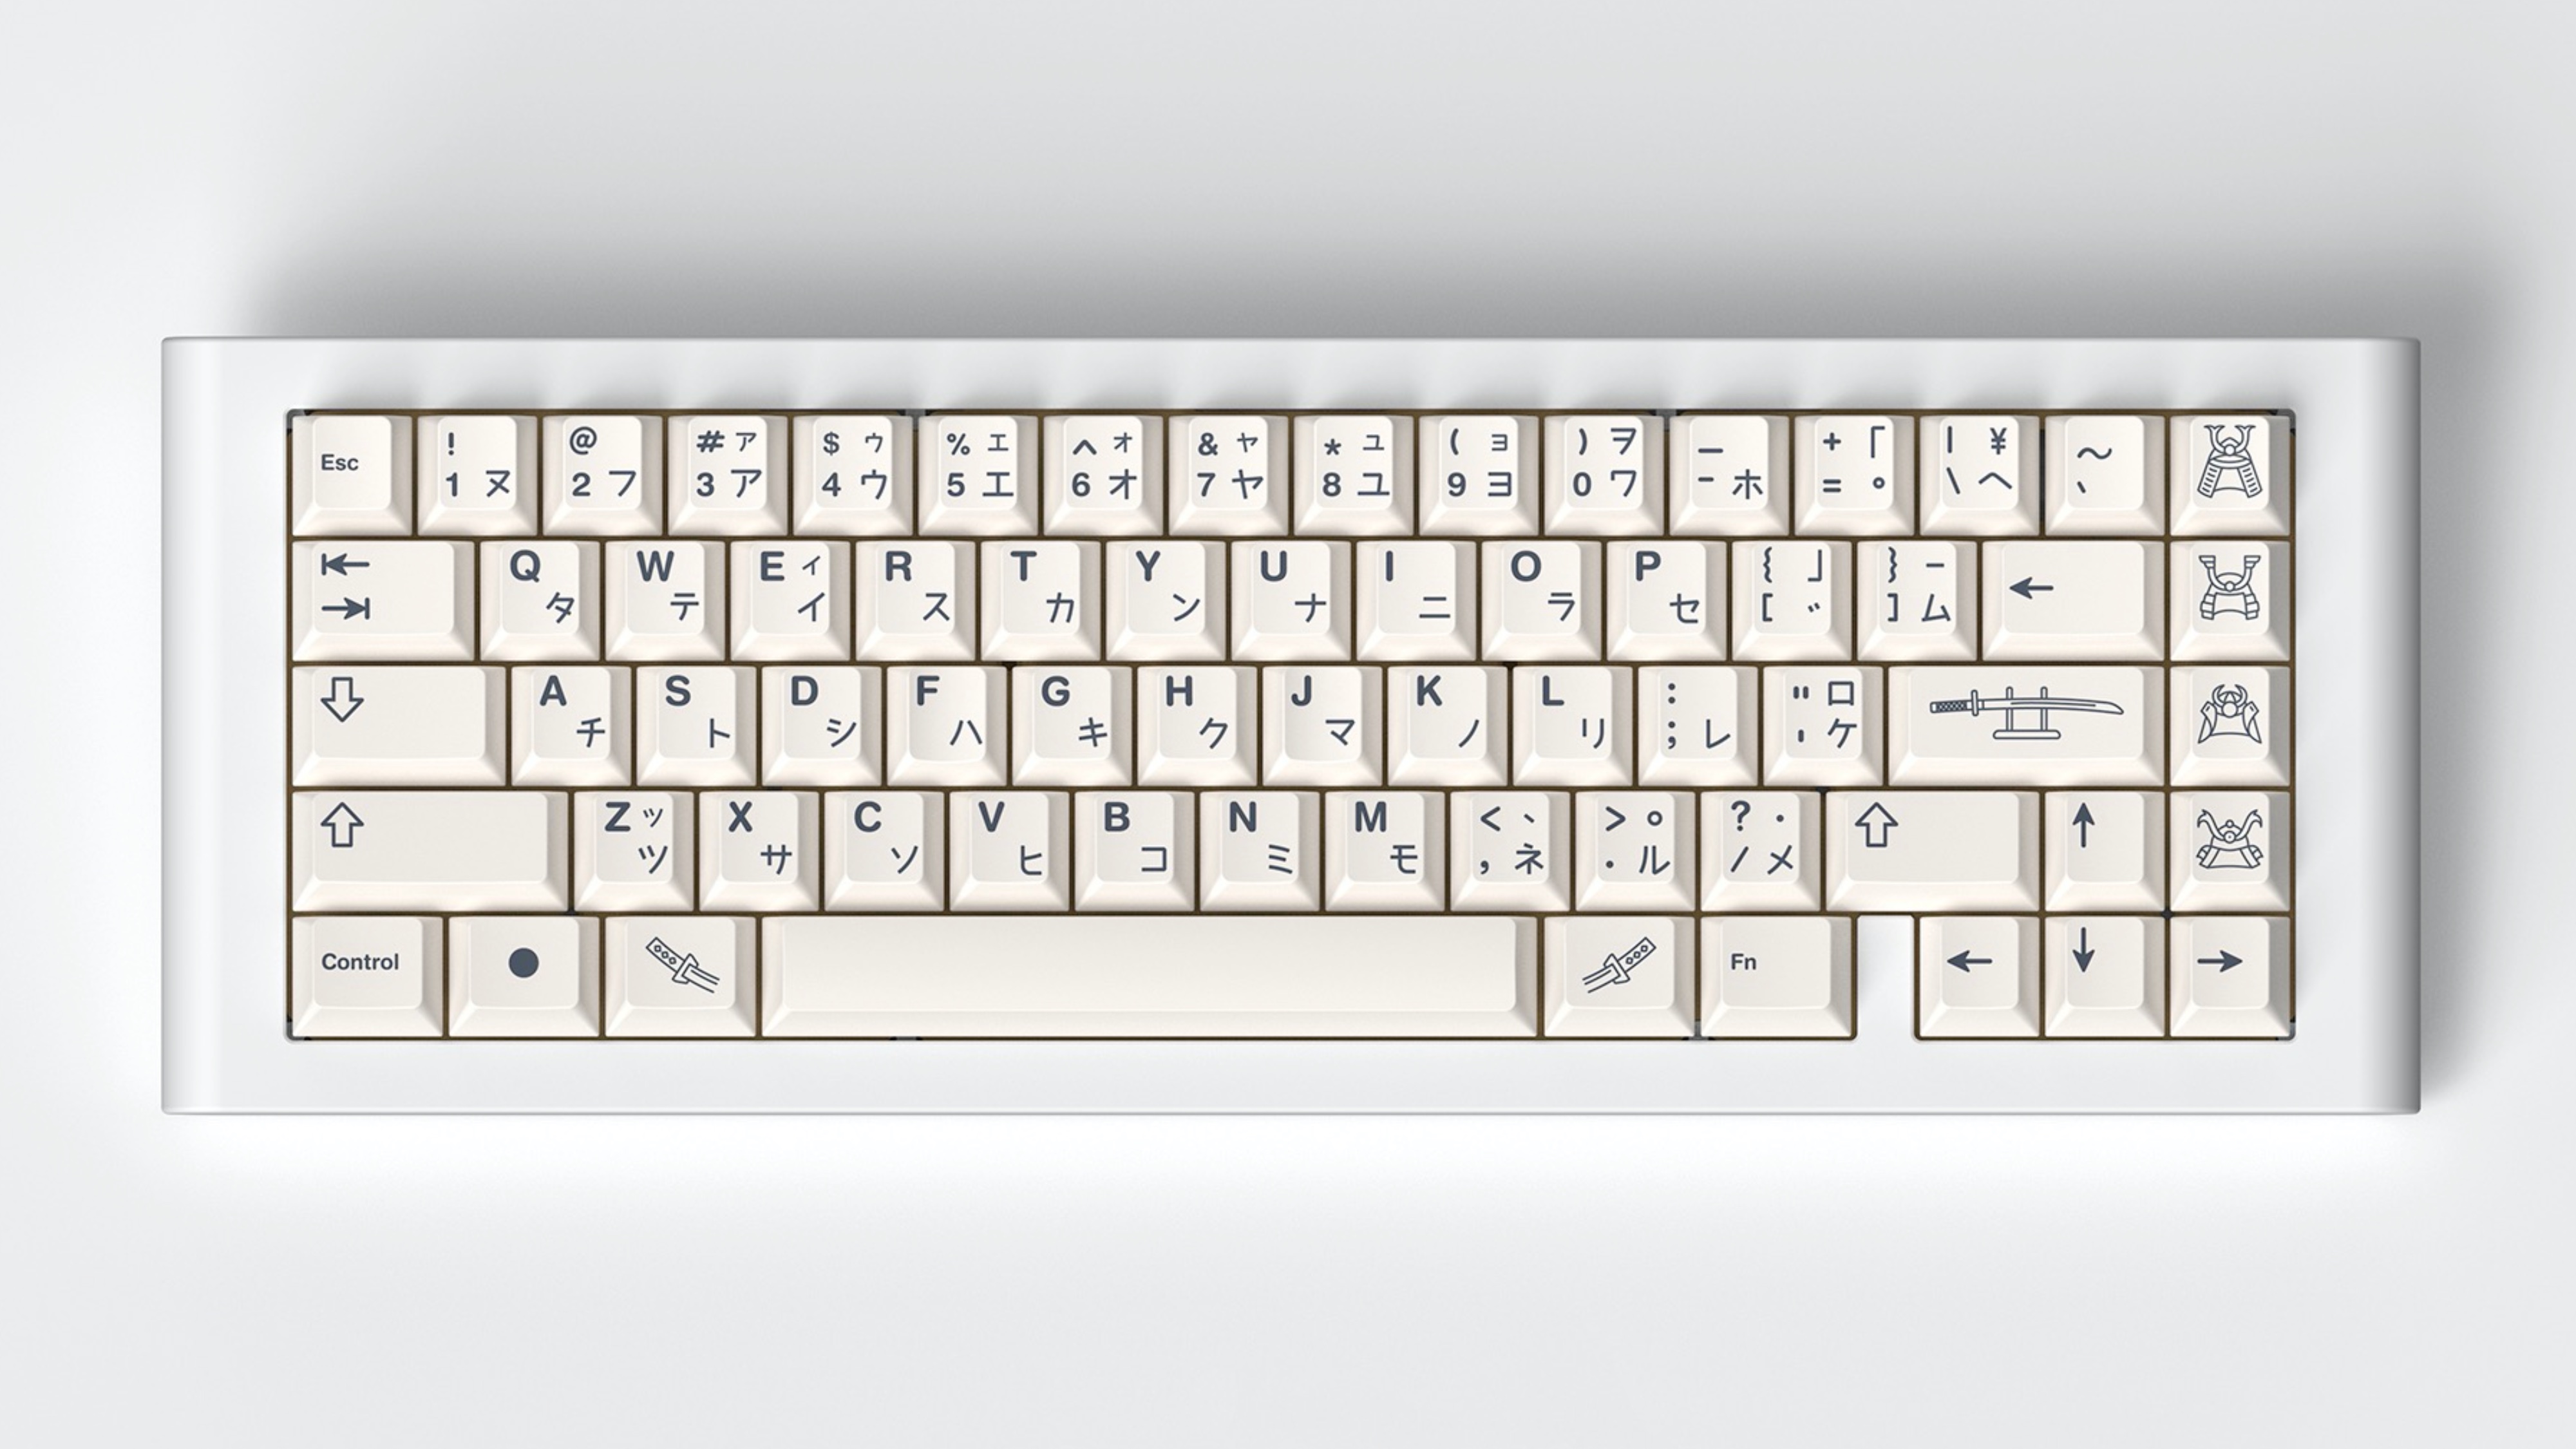 Esc ! 1 ヌ @ 2 フ # ァ 3 ア $ ゥ 4 ウ % ェ 5 エ ^ ォ 6 オ & ャ 7 ヤ * ュ 8 ユ ( ョ 9 ヨ ) ヲ 0 ワ _ - ホ + 「 = ° | ¥ \ ヘ ~ `
Q タ W テ E ィ イ R ス T カ Y ン U ナ I ニ O ラ P セ { 」 [ ゛ } ー ] ム ←
A チ S ト D シ F ハ G キ H ク J マ K ノ L リ : ; レ " ロ ' ケ
Z ッ ツ X サ C ソ V ヒ B コ N ミ M モ < 、 , ネ > 。 . ル ? ・ / メ ↑
Control Fn ← ↓ →